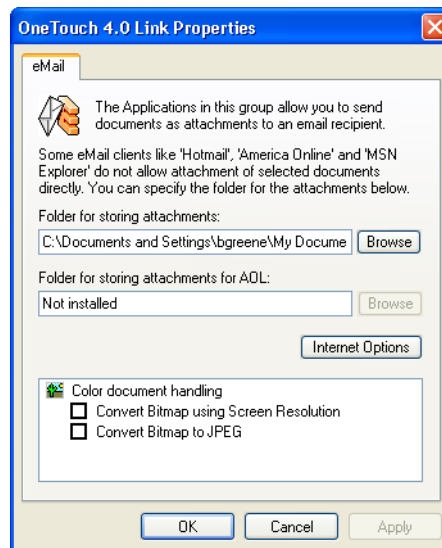 OneTouch 4.0 Link Properties
eMail
The Applications in this group allow you to send
documents as attachments to an email recipient.
Some eMail clients like 'Hotmail', 'America Online' and 'MSN
Explorer' do not allow attachment of selected documents
directly. You can specify the folder for the attachments below.
Folder for storing attachments:
C:\Documents and Settings\bgreene\My Docume
Browse
Folder for storing attachments for AOL:
Not installed
Browse
Internet Options
Color document handling
Convert Bitmap using Screen Resolution
Convert Bitmap to JPEG
OK
Cancel
Apply